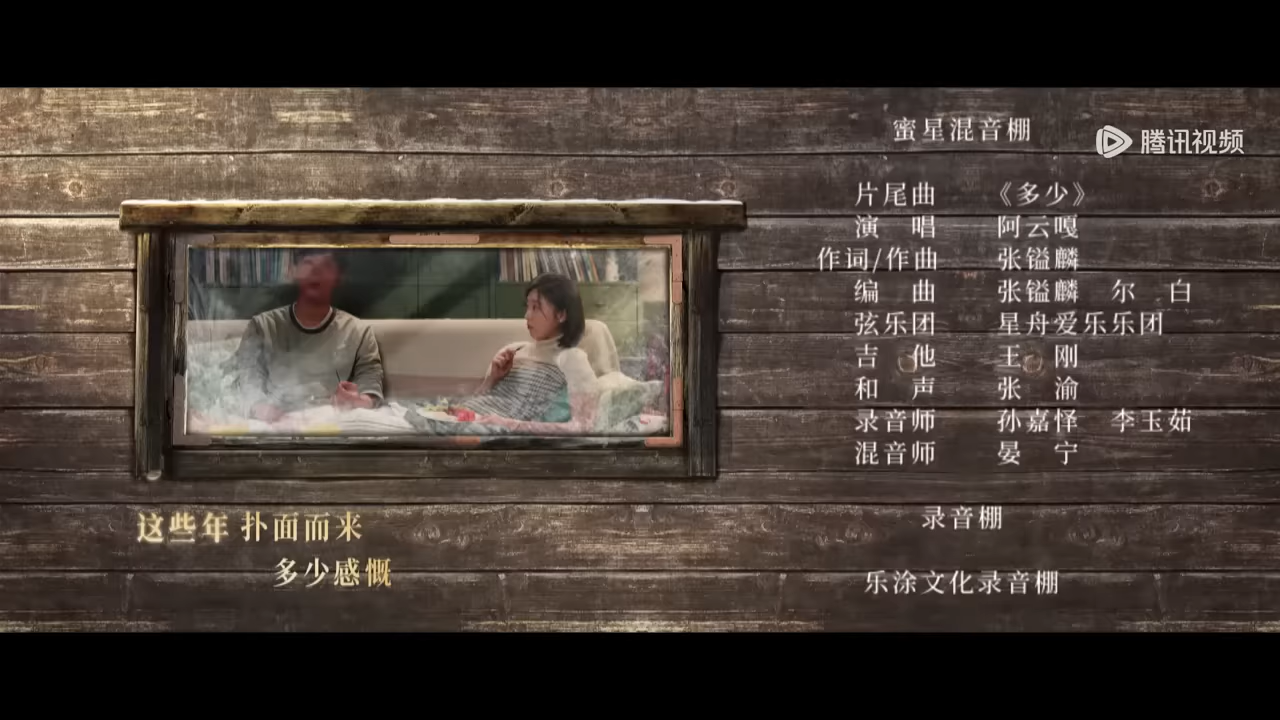 蜜星混音棚
腾讯视频
片尾曲 《多少》
演 唱 阿云嘎
作词/作曲 张镒麟
编 曲 张镒麟 尔 白
弦乐团 星舟爱乐乐团
吉 他 王 刚
和 声 张 渝
录音师 孙嘉怿 李玉茹
混音师 晏 宁
录音棚
乐涂文化录音棚
这些年 扑面而来
多少感慨